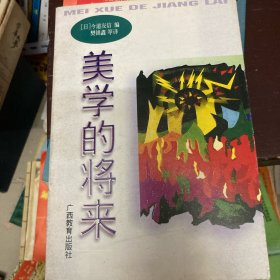 MEI XUE DE JIANG LAI
［日］今道友信 编
樊锦鑫 等译
美学的将来
广西教育出版社